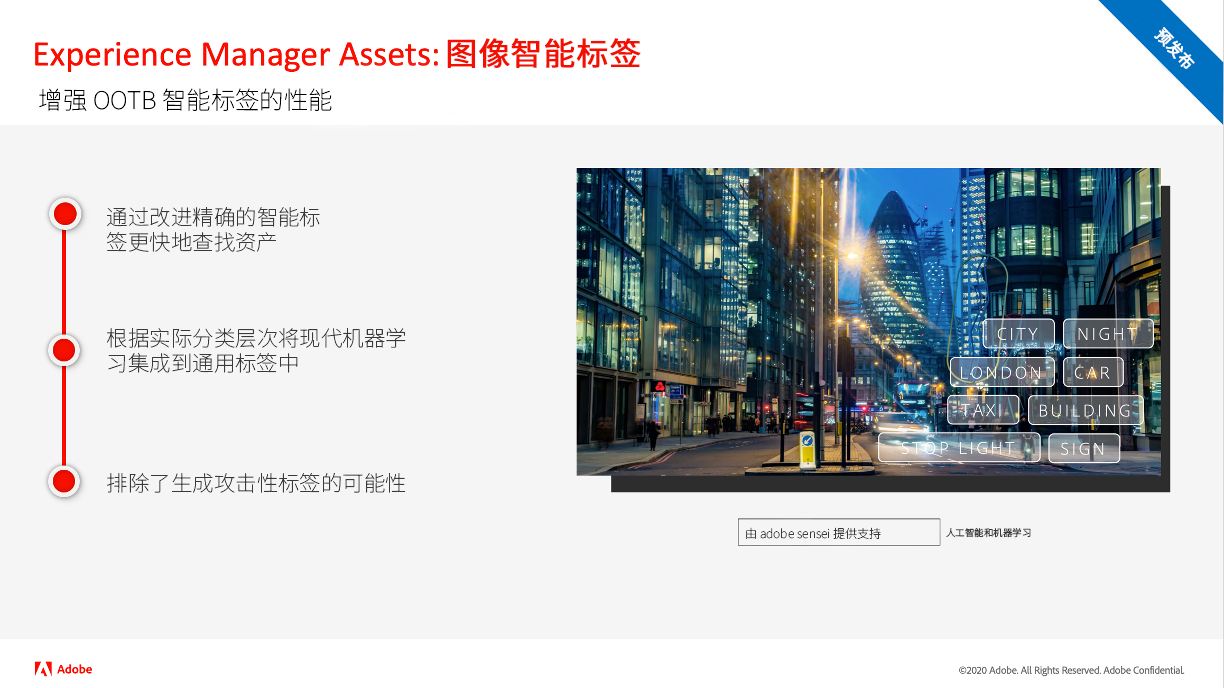 Experience Manager Assets: 图像智能标签
预发布
增强 OOTB 智能标签的性能
通过改进精确的智能标
签更快地查找资产
根据实际分类层次将现代机器学
习集成到通用标签中
排除了生成攻击性标签的可能性
CITY NIGHT
LONDON CAR
TAXI BUILDING
STOP LIGHT SIGN
由 adobe sensei 提供支持 人工智能和机器学习
Adobe
©2020 Adobe. All Rights Reserved. Adobe Confidential.